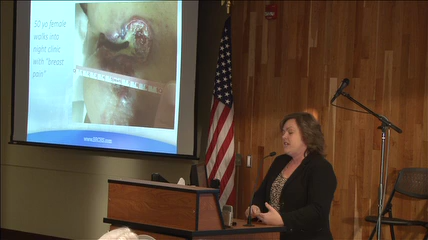 50 yo female
walks into
night clinic
with "breast
pain"